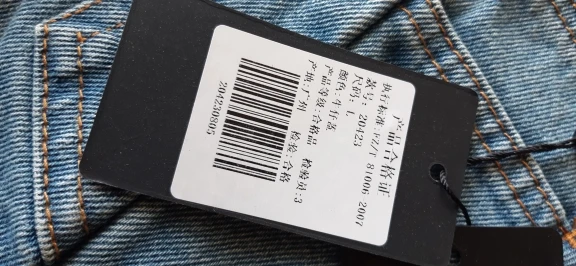 产品合格证
执行标准:FZ/T 81006 2007
款号: 20423
尺码: L
颜色:牛仔蓝
产品等级:合格品 检验员:3
产地:广州 检验:合格
204230805